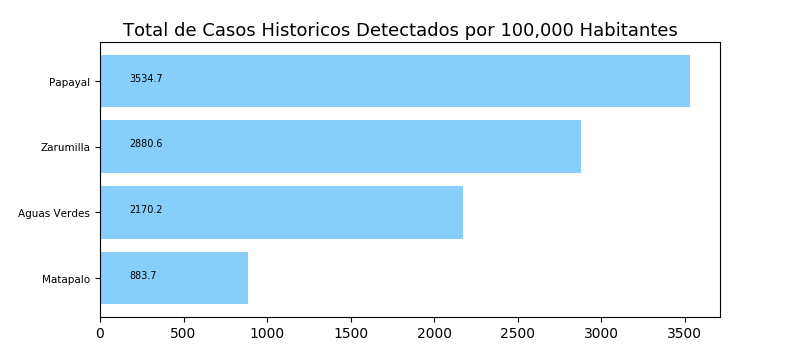 Total de Casos Historicos Detectados por 100,000 Habitantes
Papayal
3534.7
Zarumilla
2880.6
Aguas Verdes
2170.2
Matapalo
883.7
0 500 1000 1500 2000 2500 3000 3500